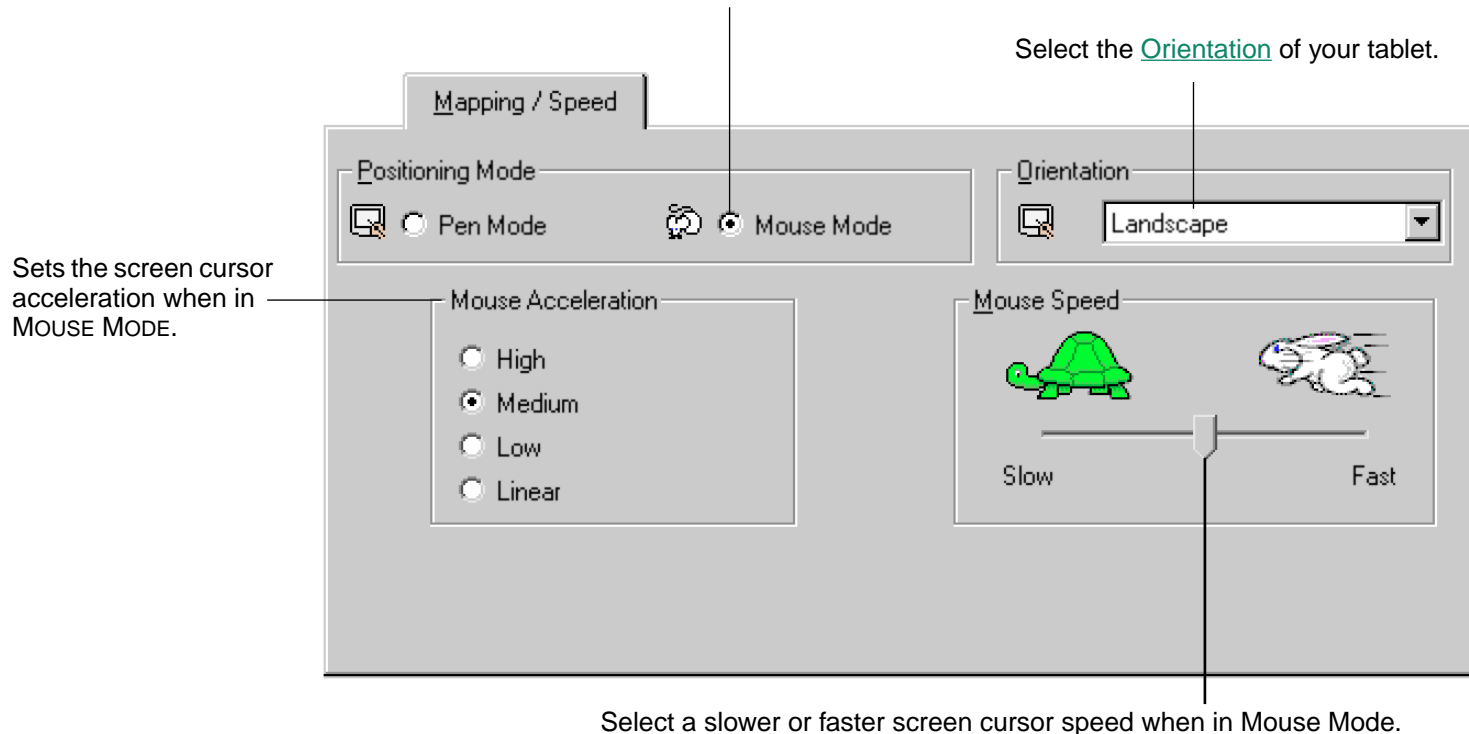 Select the Orientation of your tablet.
Mapping / Speed
Positioning Mode
Pen Mode
Mouse Mode
Orientation
Landscape
Sets the screen cursor
acceleration when in
MOUSE MODE.
Mouse Acceleration
High
Medium
Low
Linear
Mouse Speed
Slow
Fast
Select a slower or faster screen cursor speed when in Mouse Mode.